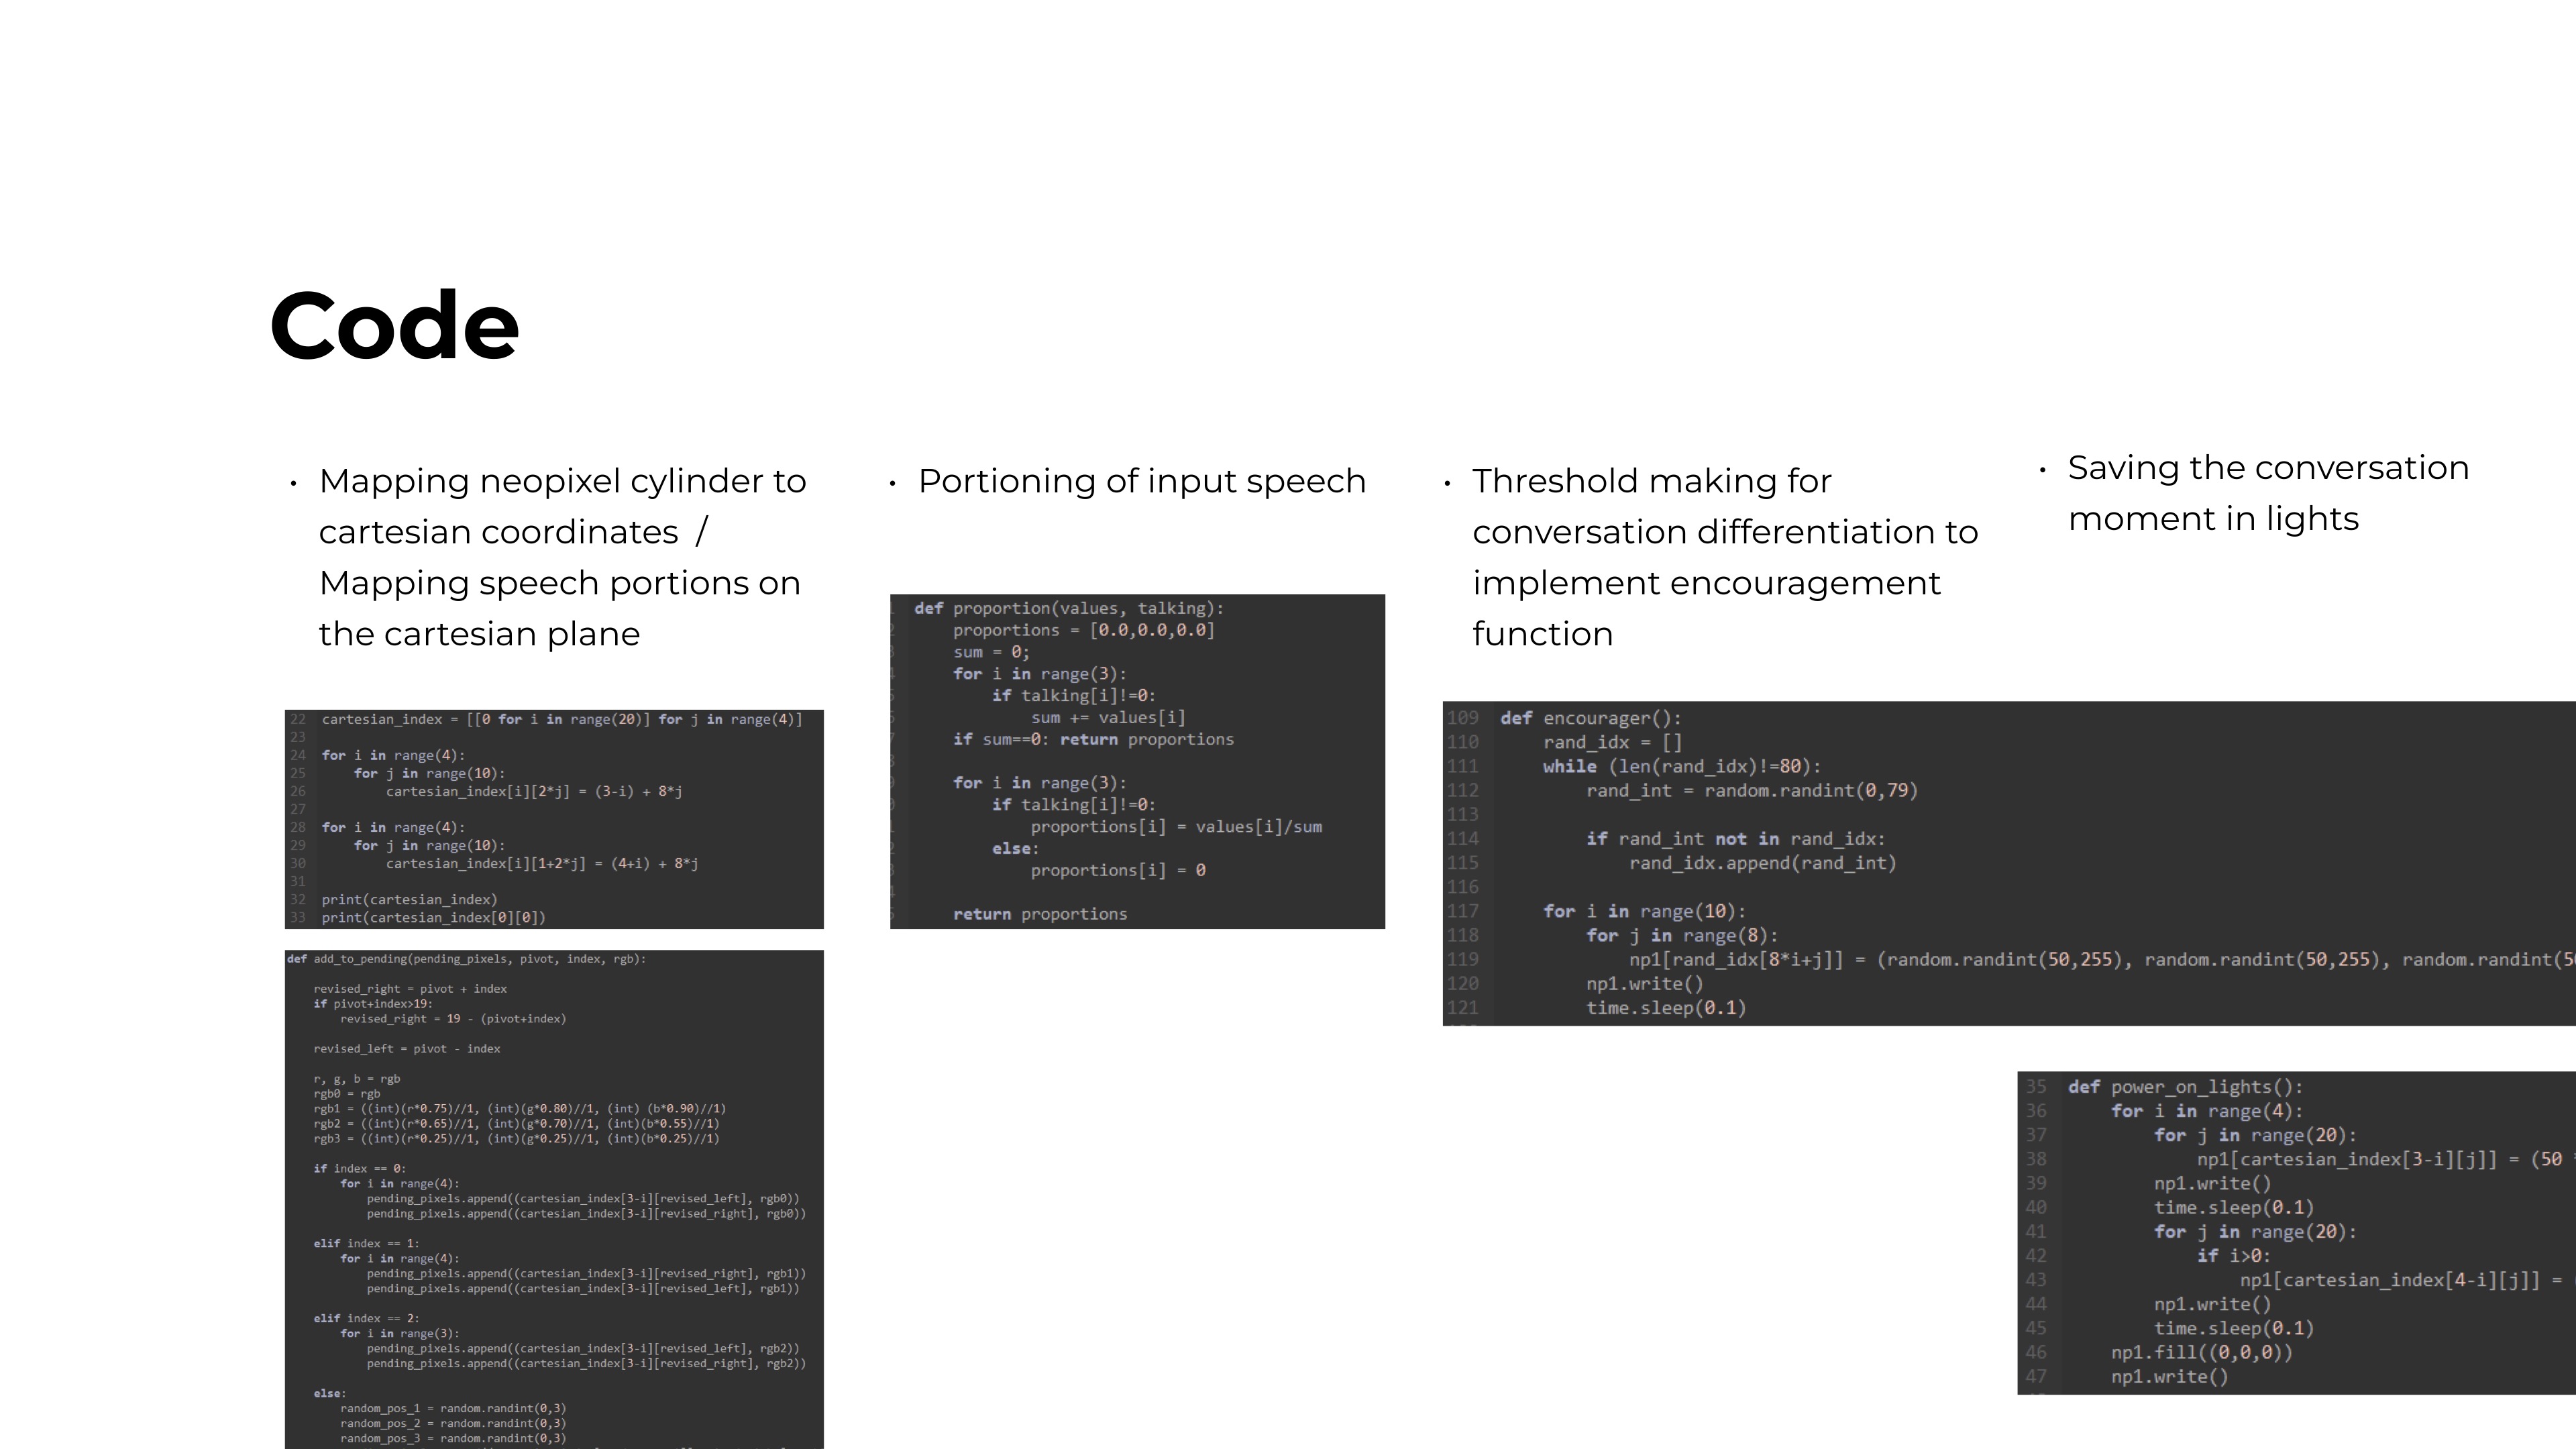 Code
• Mapping neopixel cylinder to
cartesian coordinates  /
Mapping speech portions on
the cartesian plane
22 cartesian_index = [[0 for i in range(20)] for j in range(4)]
23
24 for i in range(4):
25     for j in range(10):
26         cartesian_index[i][2*j] = (3-i) + 8*j
27
28 for i in range(4):
29     for j in range(10):
30         cartesian_index[i][1+2*j] = (4+i) + 8*j
31
32 print(cartesian_index)
33 print(cartesian_index[0][0])
def add_to_pending(pending_pixels, pivot, index, rgb):
    revised_right = pivot + index
    if pivot+index>19:
        revised_right = 19 - (pivot+index)
    revised_left = pivot - index
    r, g, b = rgb
    rgb0 = rgb
    rgb1 = ((int)(r*0.75)//1, (int)(g*0.80)//1, (int) (b*0.90)//1)
    rgb2 = ((int)(r*0.65)//1, (int)(g*0.70)//1, (int)(b*0.55)//1)
    rgb3 = ((int)(r*0.25)//1, (int)(g*0.25)//1, (int)(b*0.25)//1)
    if index == 0:
        for i in range(4):
            pending_pixels.append((cartesian_index[3-i][revised_left], rgb0))
            pending_pixels.append((cartesian_index[3-i][revised_right], rgb0))
    elif index == 1:
        for i in range(4):
            pending_pixels.append((cartesian_index[3-i][revised_right], rgb1))
            pending_pixels.append((cartesian_index[3-i][revised_left], rgb1))
    elif index == 2:
        for i in range(3):
            pending_pixels.append((cartesian_index[3-i][revised_left], rgb2))
            pending_pixels.append((cartesian_index[3-i][revised_right], rgb2))
    else:
        random_pos_1 = random.randint(0,3)
        random_pos_2 = random.randint(0,3)
        random_pos_3 = random.randint(0,3)
• Portioning of input speech
def proportion(values, talking):
    proportions = [0.0,0.0,0.0]
    sum = 0;
    for i in range(3):
        if talking[i]!=0:
            sum += values[i]
    if sum==0: return proportions
    for i in range(3):
        if talking[i]!=0:
            proportions[i] = values[i]/sum
        else:
            proportions[i] = 0
    return proportions
• Threshold making for
conversation differentiation to
implement encouragement
function
109 def encourager():
110     rand_idx = []
111     while (len(rand_idx)!=80):
112         rand_int = random.randint(0,79)
113
114         if rand_int not in rand_idx:
115             rand_idx.append(rand_int)
116
117     for i in range(10):
118         for j in range(8):
119             np1[rand_idx[8*i+j]] = (random.randint(50,255), random.randint(50,255), random.randint(5
120         np1.write()
121         time.sleep(0.1)
• Saving the conversation
moment in lights
35 def power_on_lights():
36     for i in range(4):
37         for j in range(20):
38             np1[cartesian_index[3-i][j]] = (50
39         np1.write()
40         time.sleep(0.1)
41         for j in range(20):
42             if i>0:
43                 np1[cartesian_index[4-i][j]] =
44         np1.write()
45         time.sleep(0.1)
46     np1.fill((0,0,0))
47     np1.write()